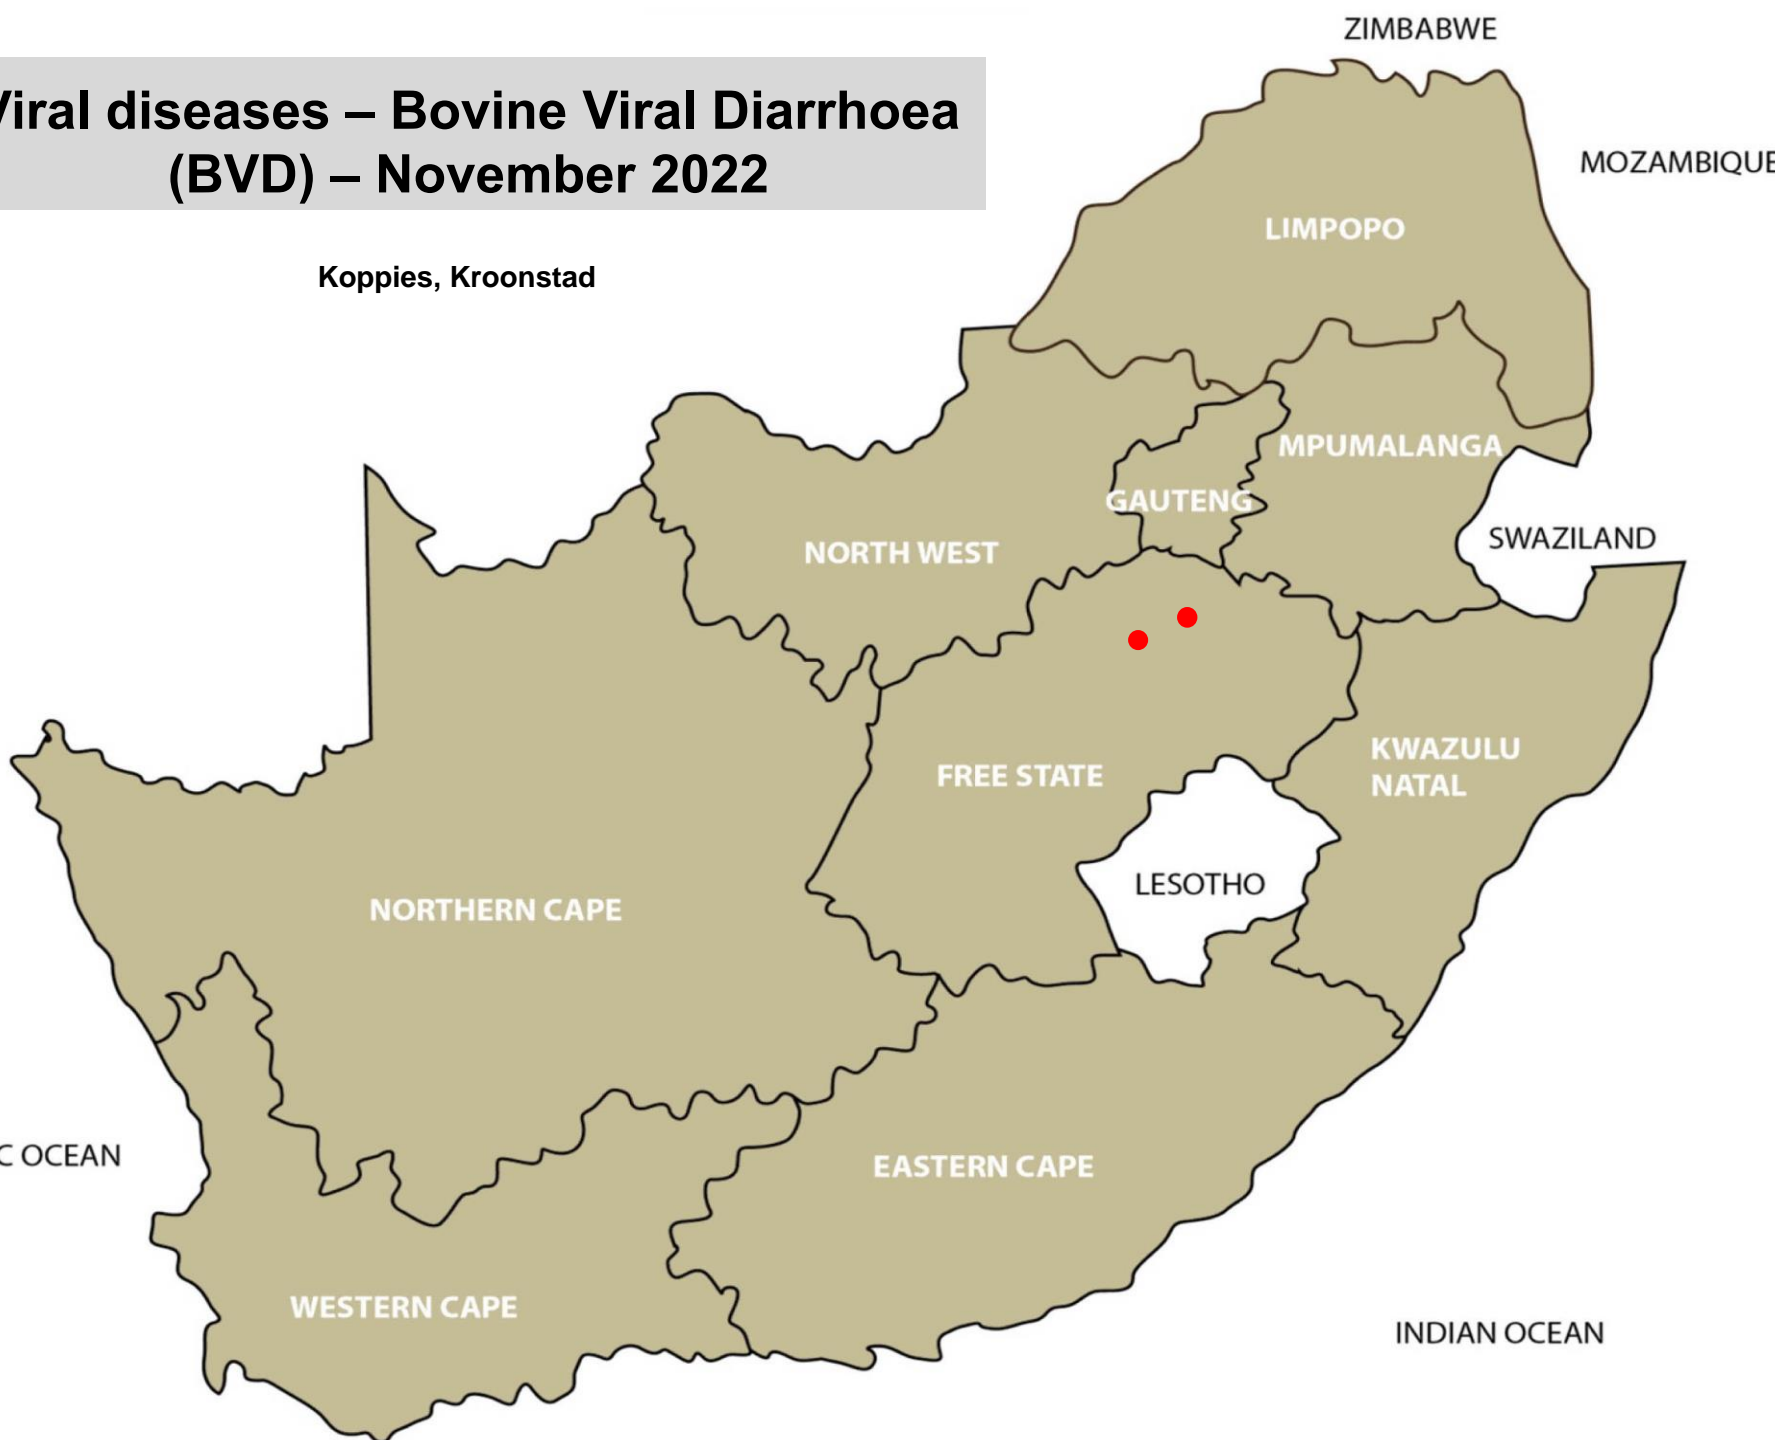 Viral diseases – Bovine Viral Diarrhoea
(BVD) – November 2022
Koppies, Kroonstad
ZIMBABWE
MOZAMBIQUE
LIMPOPO
MPUMALANGA
GAUTENG
NORTH WEST
SWAZILAND
KWAZULU
NATAL
FREE STATE
LESOTHO
NORTHERN CAPE
C OCEAN
EASTERN CAPE
WESTERN CAPE
INDIAN OCEAN